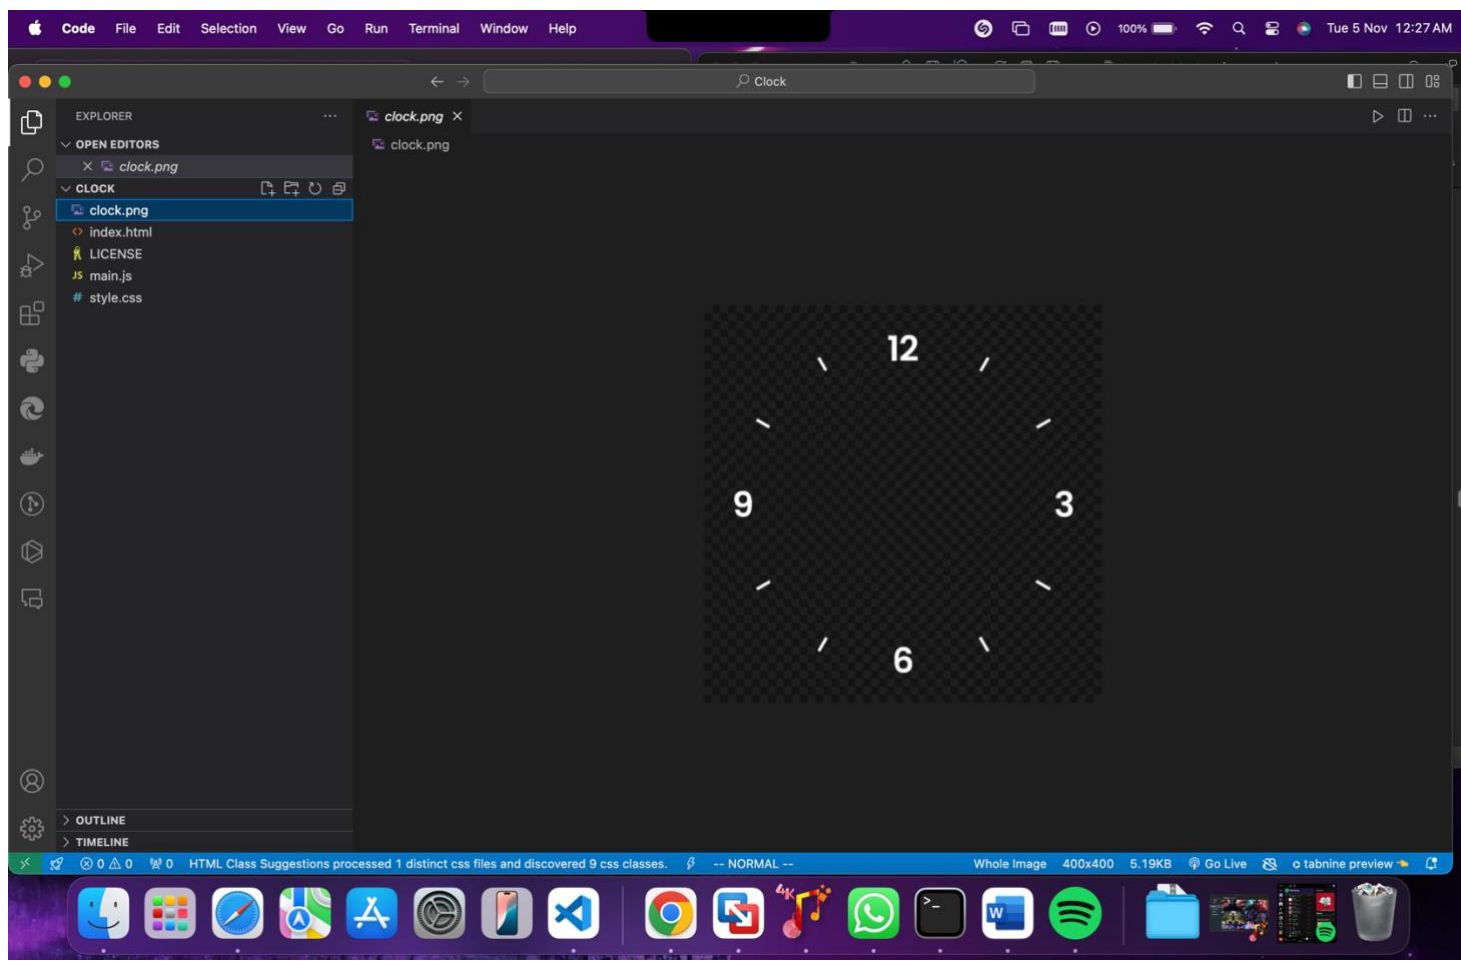 Code File Edit Selection View Go Run Terminal Window Help 100% Tue 5 Nov 12:27 AM
Clock
EXPLORER
OPEN EDITORS
clock.png
CLOCK
clock.png
index.html
LICENSE
JS main.js
# style.css
OUTLINE
TIMELINE
clock.png
clock.png
12
9 3
6
0 0 0 HTML Class Suggestions processed 1 distinct css files and discovered 9 css classes. -- NORMAL -- Whole Image 400x400 5.19KB Go Live tabnine preview
4K
>_
W